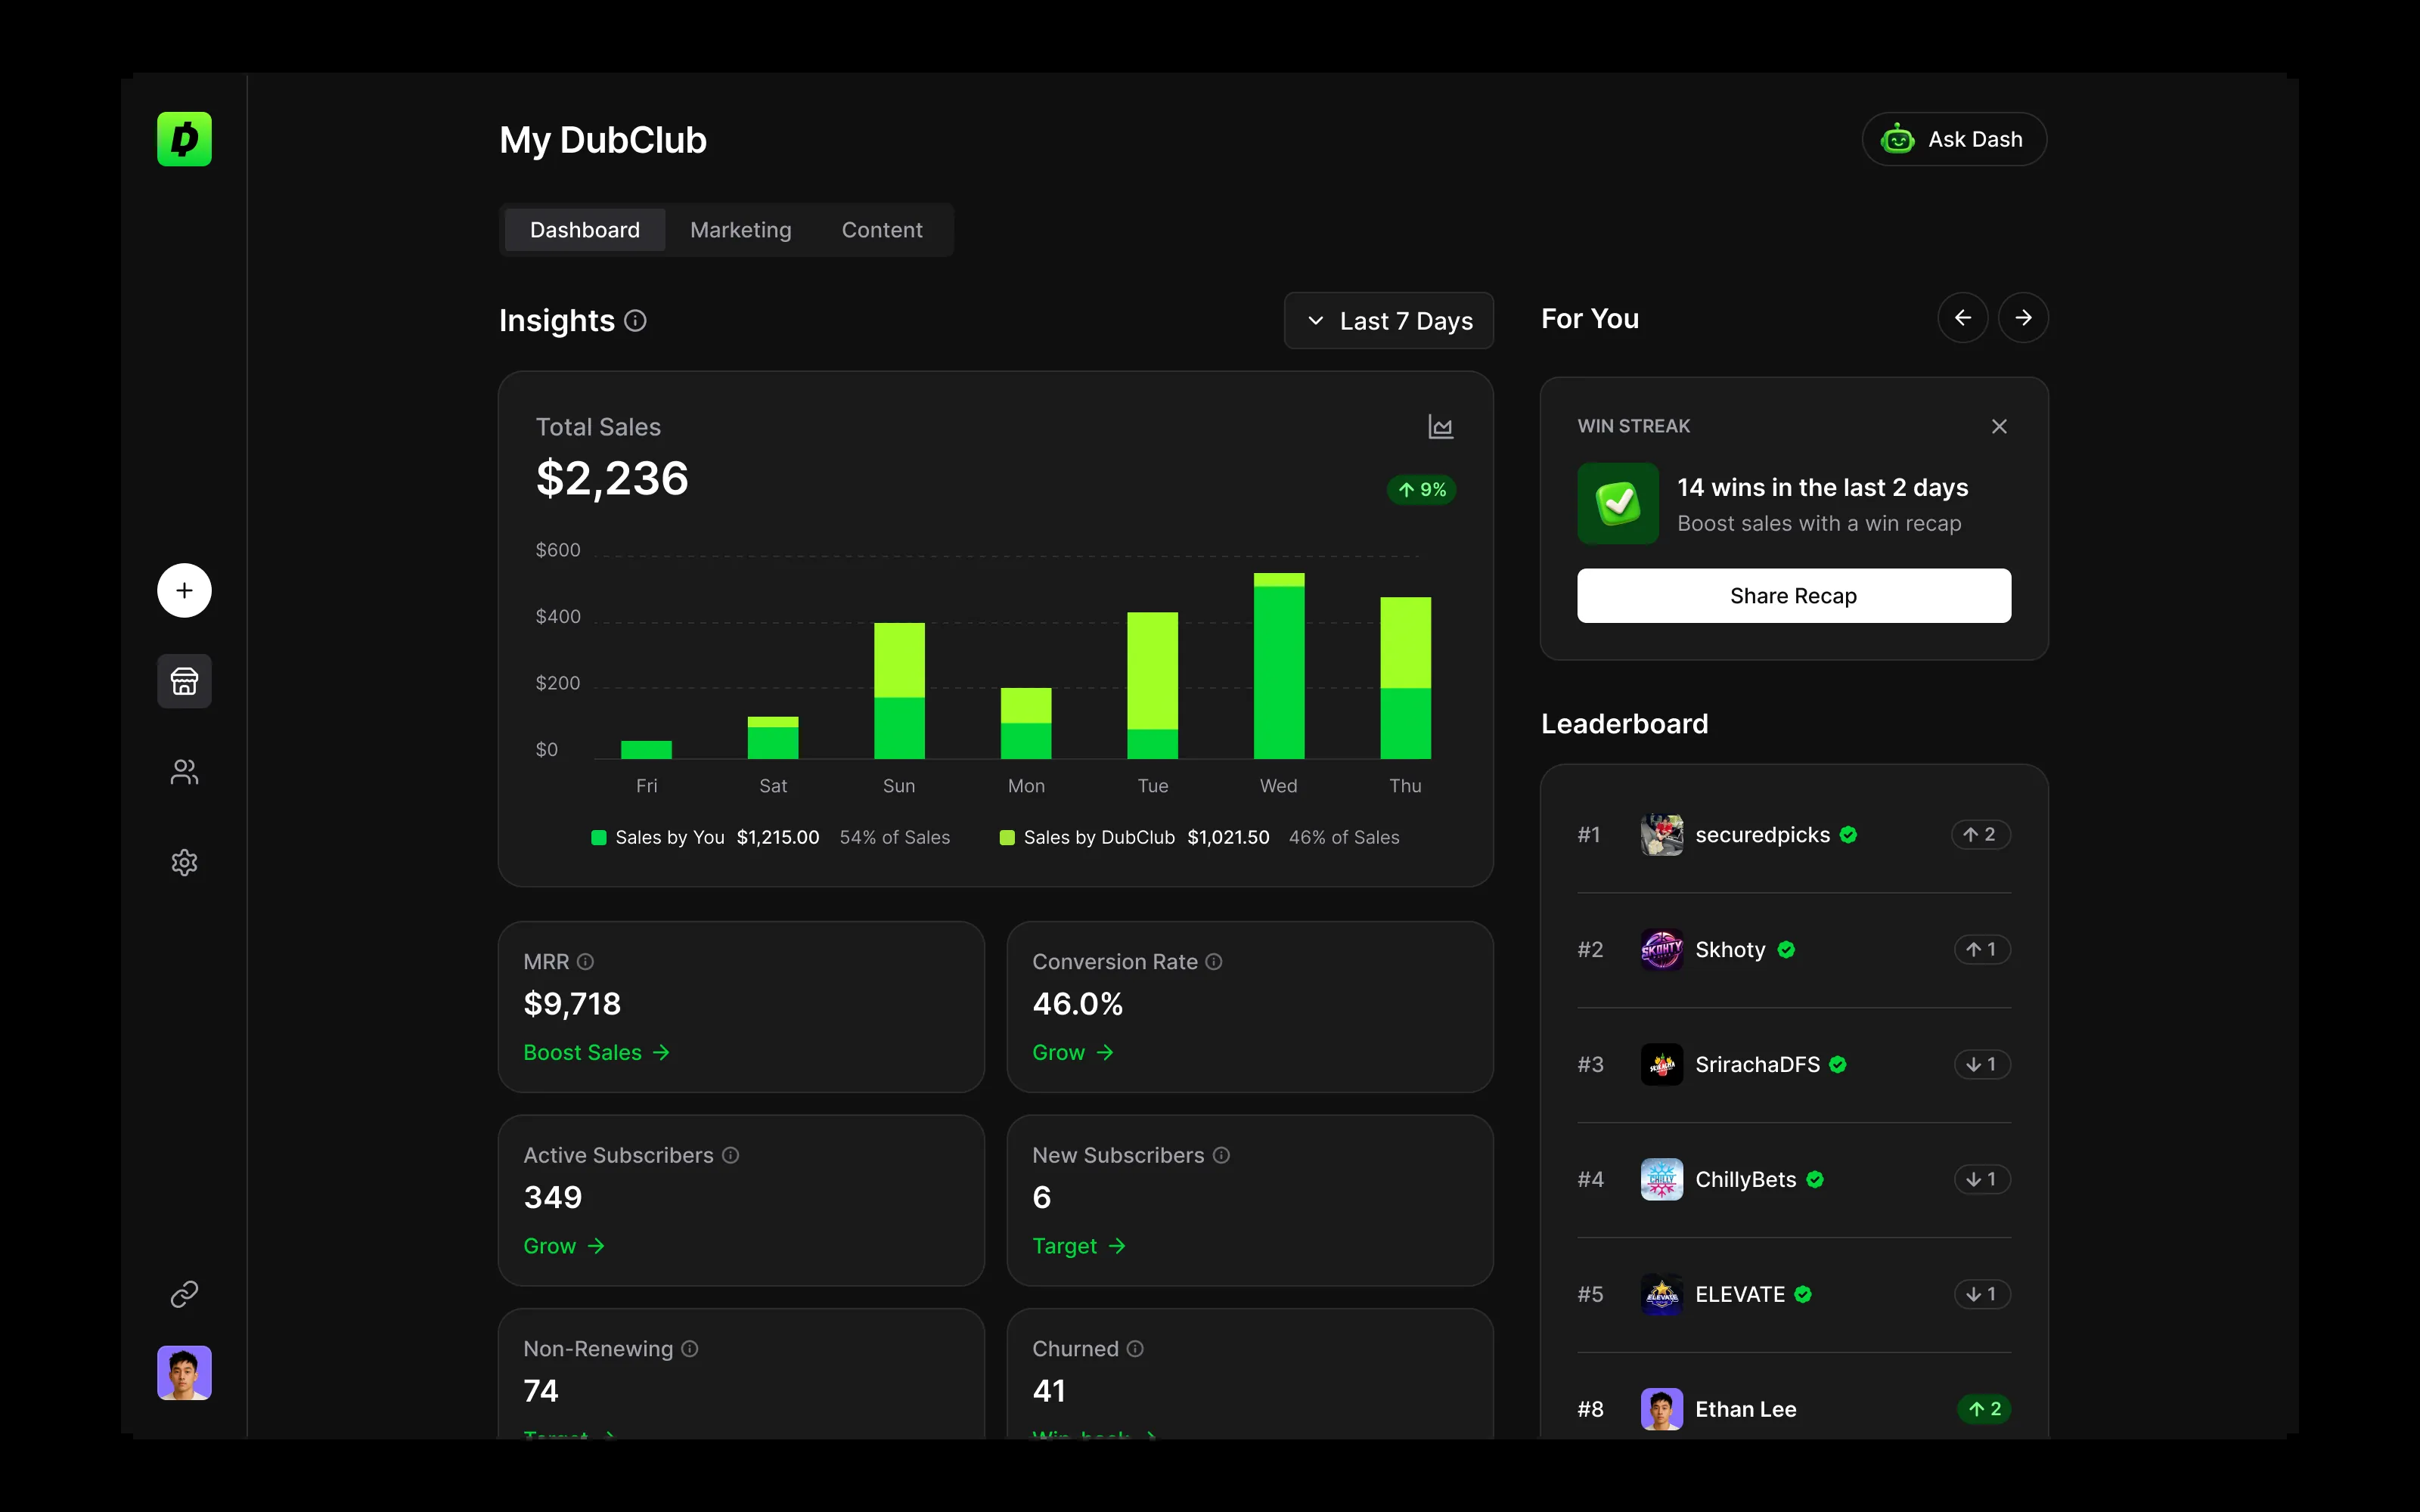 My DubClub
Ask Dash
Dashboard
Marketing
Content
Insights
Last 7 Days
Total Sales
$2,236
9%
$600
$400
$200
$0
Fri
Sat
Sun
Mon
Tue
Wed
Thu
Sales by You $1,215.00 54% of Sales
Sales by DubClub $1,021.50 46% of Sales
MRR
$9,718
Boost Sales
Conversion Rate
46.0%
Grow
Active Subscribers
349
Grow
New Subscribers
6
Target
Non-Renewing
74
Target
Churned
41
For You
WIN STREAK
14 wins in the last 2 days
Boost sales with a win recap
Share Recap
Leaderboard
#1 securedpicks 2
#2 SKOHTY Skhoty 1
#3 SrirachaDFS 1
#4 CHILLY ChillyBets 1
#5 ELEVATE ELEVATE 1
#8 Ethan Lee 2